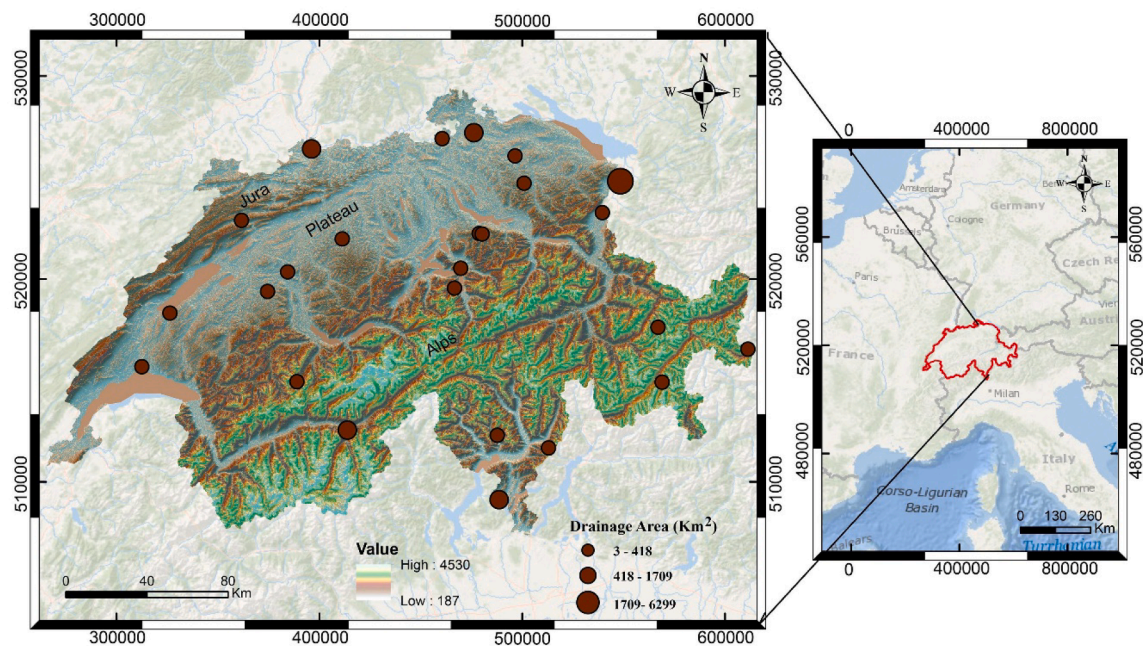 300000 400000 500000 600000
530000
520000
510000
530000
520000
510000
N
W E
S
Jura
Plateau
Alps
Value
High : 4530
Low : 187
Drainage Area (Km²)
3 - 418
418 - 1709
1709- 6299
0 40 80
Km
300000 400000 500000 600000
0 400000 800000
560000
520000
480000
560000
520000
480000
N
W E
S
Amsterdam
Brussels
Cologne
Germany
Paris
Czech Re
Vien
Austri
France
Milan
Italy
Rome
Corso-Ligurian
Basin
Balears
Tyrrhenian
0 130 260
Km
0 400000 800000